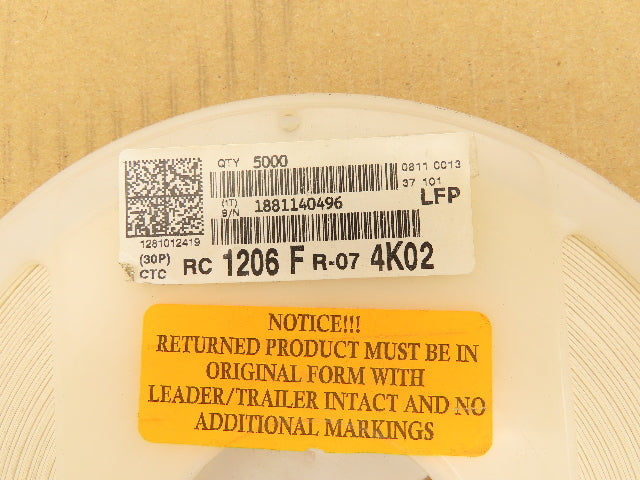 QTY 5000
0811 0013
37 101
(1T)
S/N 1881140496
LFP
1281012419
(30P)
CTC RC 1206 F R-07 4K02
NOTICE!!!
RETURNED PRODUCT MUST BE IN
ORIGINAL FORM WITH
LEADER/TRAILER INTACT AND NO
ADDITIONAL MARKINGS